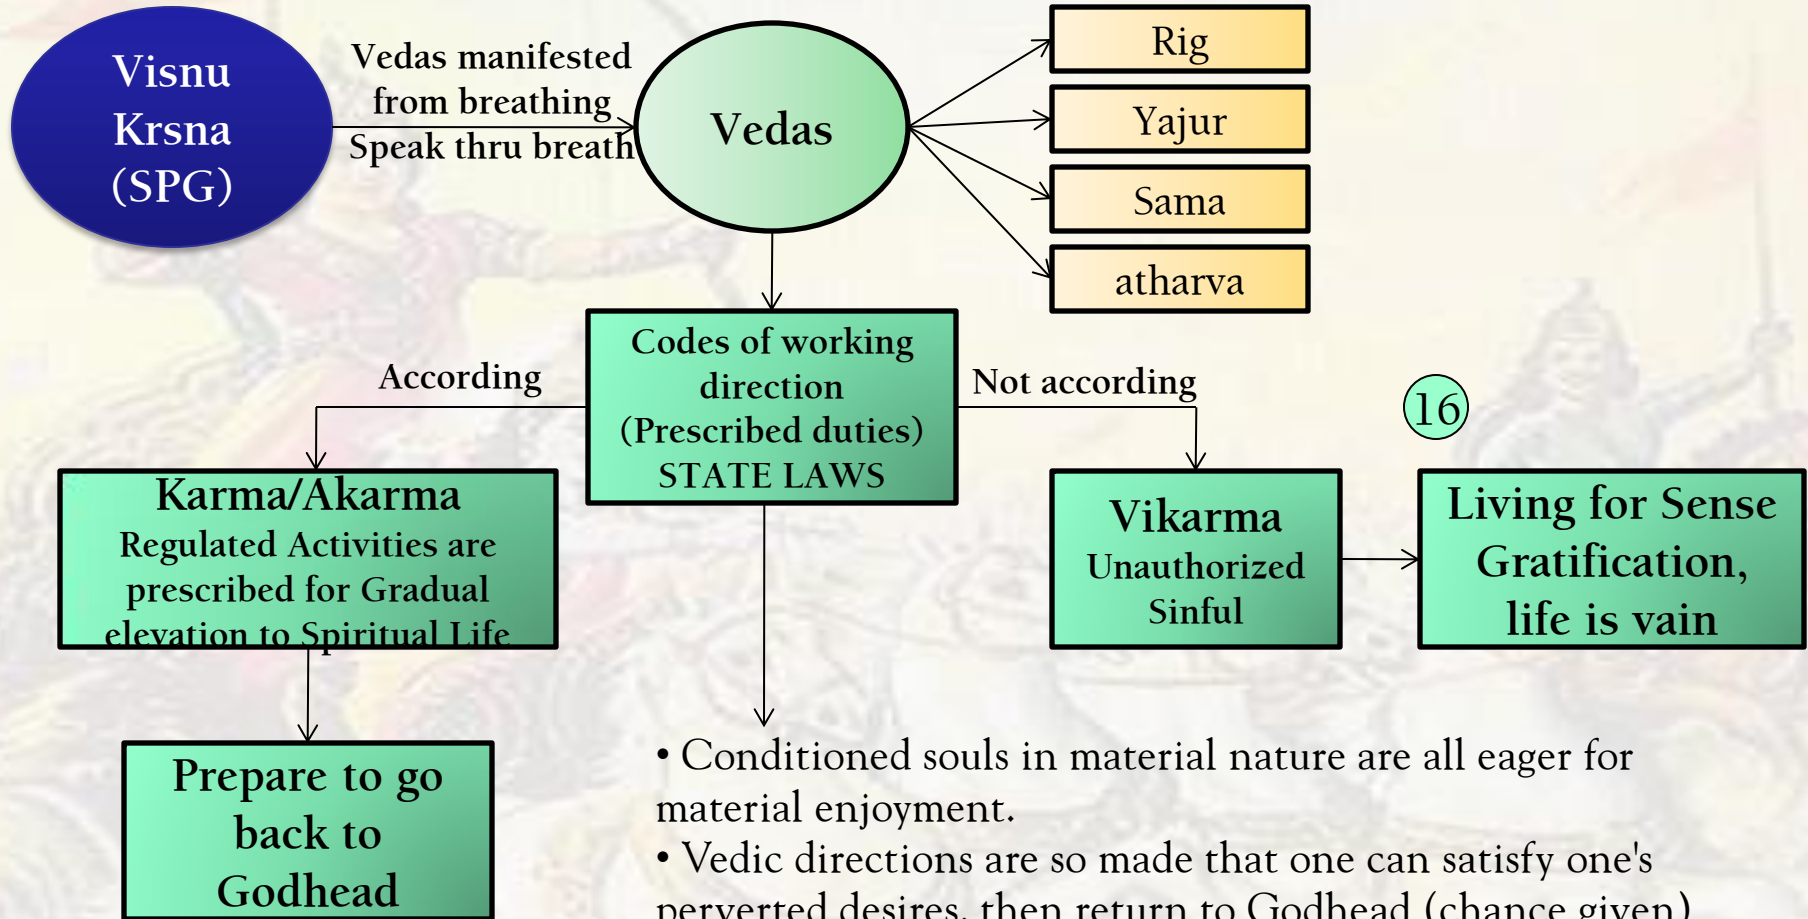 Visnu
Krsna
(SPG)
Vedas manifested
from breathing
Speak thru breath
Vedas
Rig
Yajur
Sama
atharva
Codes of working
direction
(Prescribed duties)
STATE LAWS
According
Not according
16
Karma/Akarma
Regulated Activities are
prescribed for Gradual
elevation to Spiritual Life
Vikarma
Unauthorized
Sinful
Living for Sense
Gratification,
life is vain
Prepare to go
back to
Godhead
• Conditioned souls in material nature are all eager for
material enjoyment.
• Vedic directions are so made that one can satisfy one's
perverted desires, then return to Godhead (chance given)